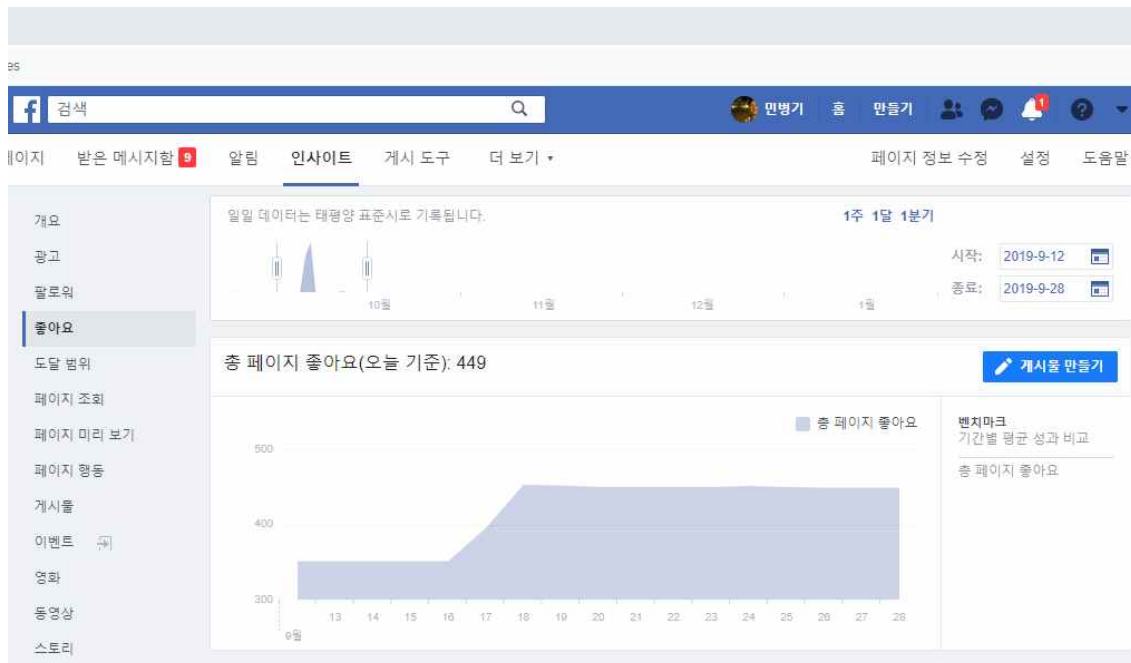 es
f 검색
민병기 홈 만들기 1
페이지 받은 메시지함 9 알림 인사이트 게시 도구 더 보기 페이지 정보 수정 설정 도움말
개요
광고
팔로워
좋아요
도달 범위
페이지 조회
페이지 미리 보기
페이지 행동
게시물
이벤트
영화
동영상
스토리
일일 데이터는 태평양 표준시로 기록됩니다.
1주 1달 1분기
시작: 2019-9-12
종료: 2019-9-28
10월 11월 12월 1월
총 페이지 좋아요(오늘 기준): 449
게시물 만들기
총 페이지 좋아요
500
400
300
13 14 15 16 17 18 19 20 21 22 23 24 25 26 27 28
9월
벤치마크
기간별 평균 성과 비교
총 페이지 좋아요